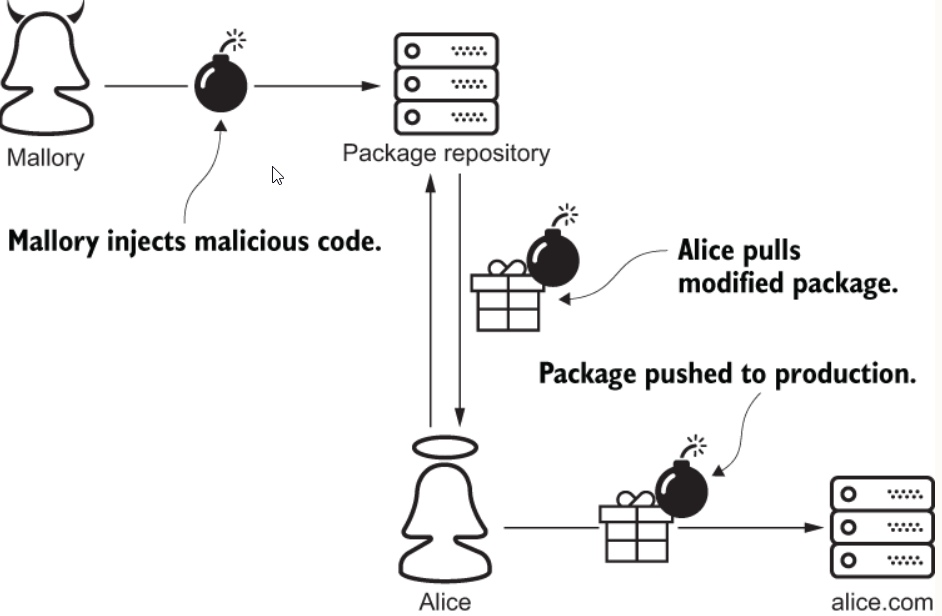 Mallory
Package repository
Mallory injects malicious code.
Alice pulls
modified package.
Package pushed to production.
Alice
alice.com